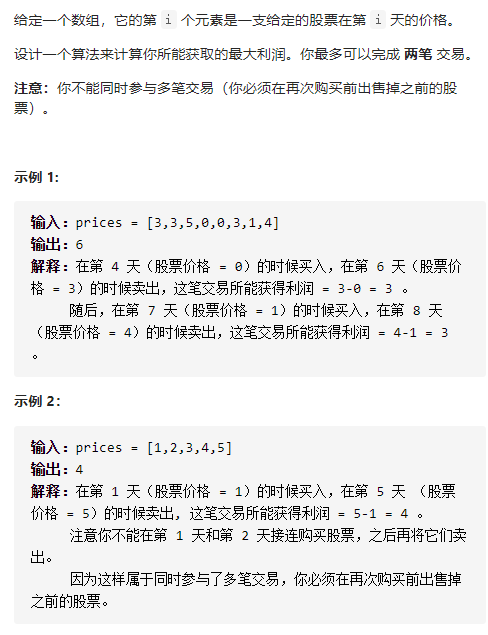 给定一个数组，它的第 i 个元素是一支给定的股票在第 i 天的价格。
设计一个算法来计算你所能获取的最大利润。你最多可以完成 两笔 交易。
注意：你不能同时参与多笔交易（你必须在再次购买前出售掉之前的股
票）。
示例 1:
输入：prices = [3,3,5,0,0,3,1,4]
输出：6
解释：在第 4 天（股票价格 = 0）的时候买入，在第 6 天（股票价
格 = 3）的时候卖出，这笔交易所能获得利润 = 3-0 = 3 。
随后，在第 7 天（股票价格 = 1）的时候买入，在第 8 天
（股票价格 = 4）的时候卖出，这笔交易所能获得利润 = 4-1 = 3
。
示例 2：
输入：prices = [1,2,3,4,5]
输出：4
解释：在第 1 天（股票价格 = 1）的时候买入，在第 5 天 （股票
价格 = 5）的时候卖出, 这笔交易所能获得利润 = 5-1 = 4 。
注意你不能在第 1 天和第 2 天接连购买股票，之后再将它们卖
出。
因为这样属于同时参与了多笔交易，你必须在再次购买前出售掉
之前的股票。